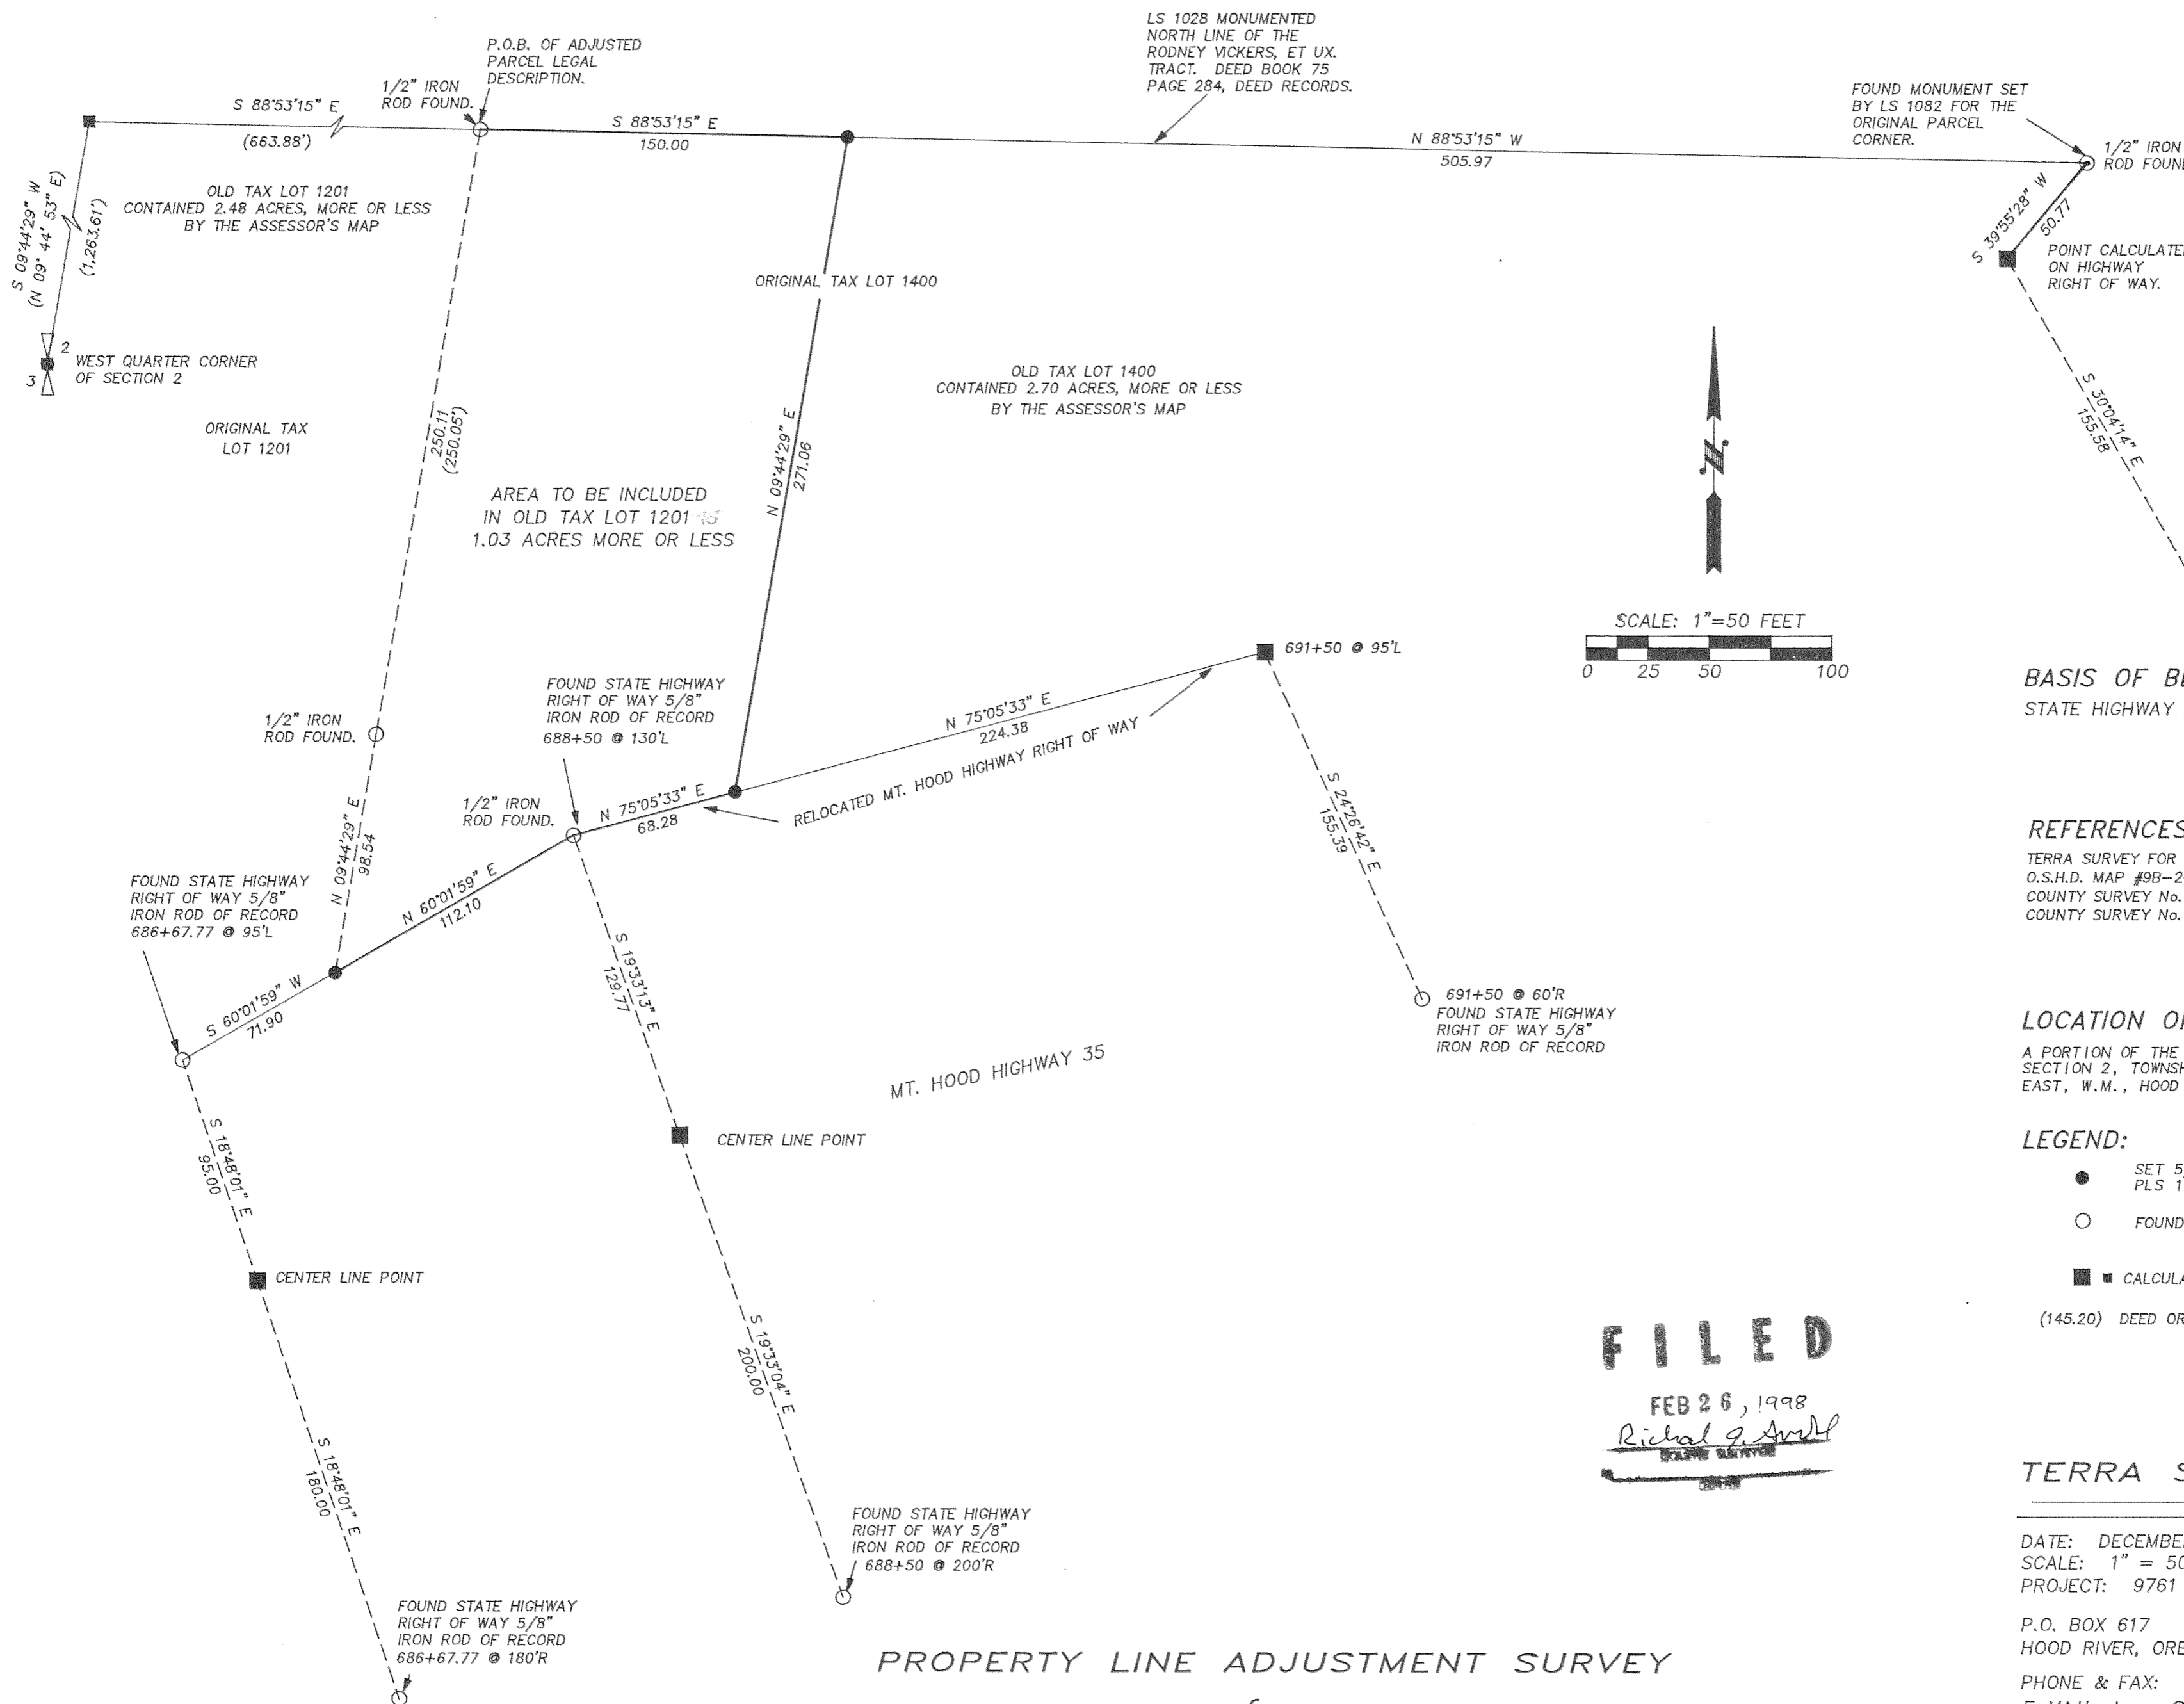 LS 1028 MONUMENTED
NORTH LINE OF THE
RODNEY VICKERS, ET UX.
TRACT. DEED BOOK 75
PAGE 284, DEED RECORDS.
P.O.B. OF ADJUSTED
PARCEL LEGAL
DESCRIPTION.
1/2" IRON
ROD FOUND.
FOUND MONUMENT SET
BY LS 1082 FOR THE
ORIGINAL PARCEL
CORNER.
1/2" IRON
ROD FOUN
S 88°53'15" E
(663.88')
S 88°53'15" E
150.00
N 88°53'15" W
505.97
S 39°55'28" W
50.77
POINT CALCULATE
ON HIGHWAY
RIGHT OF WAY.
S 09°44'29" W
(N 09° 44' 53" E)
(1,263.61')
OLD TAX LOT 1201
CONTAINED 2.48 ACRES, MORE OR LESS
BY THE ASSESSOR'S MAP
ORIGINAL TAX LOT 1400
2
3
WEST QUARTER CORNER
OF SECTION 2
OLD TAX LOT 1400
CONTAINED 2.70 ACRES, MORE OR LESS
BY THE ASSESSOR'S MAP
S 30°04'14" E
155.58
ORIGINAL TAX
LOT 1201
250.11
(250.05')
N 09°44'29" E
271.06
N
AREA TO BE INCLUDED
IN OLD TAX LOT 1201
1.03 ACRES MORE OR LESS
SCALE: 1"=50 FEET
0 25 50 100
691+50 @ 95'L
BASIS OF BE
STATE HIGHWAY
FOUND STATE HIGHWAY
RIGHT OF WAY 5/8"
IRON ROD OF RECORD
688+50 @ 130'L
1/2" IRON
ROD FOUND.
N 75°05'33" E
224.38
RELOCATED MT. HOOD HIGHWAY RIGHT OF WAY
1/2" IRON
ROD FOUND.
N 75°05'33" E
68.28
S 24°26'42" E
155.39
REFERENCES
TERRA SURVEY FOR
O.S.H.D. MAP #9B-2
COUNTY SURVEY No.
COUNTY SURVEY No.
N 09°44'29" E
98.54
FOUND STATE HIGHWAY
RIGHT OF WAY 5/8"
IRON ROD OF RECORD
686+67.77 @ 95'L
N 60°01'59" E
112.10
S 60°01'59" W
71.90
S 19°33'13" E
129.77
691+50 @ 60'R
FOUND STATE HIGHWAY
RIGHT OF WAY 5/8"
IRON ROD OF RECORD
LOCATION O
A PORTION OF THE
SECTION 2, TOWNSH
EAST, W.M., HOOD
MT. HOOD HIGHWAY 35
CENTER LINE POINT
S 18°48'01" E
95.00
LEGEND:
SET 5
PLS 1
FOUND
CALCULA
(145.20) DEED OR
CENTER LINE POINT
S 19°33'04" E
200.00
FILED
FEB 26, 1998
COUNTY SURVEYOR
S 18°48'01" E
180.00
TERRA S
FOUND STATE HIGHWAY
RIGHT OF WAY 5/8"
IRON ROD OF RECORD
688+50 @ 200'R
DATE: DECEMBE
SCALE: 1" = 50
PROJECT: 9761
FOUND STATE HIGHWAY
RIGHT OF WAY 5/8"
IRON ROD OF RECORD
686+67.77 @ 180'R
P.O. BOX 617
HOOD RIVER, ORE
PROPERTY LINE ADJUSTMENT SURVEY
PHONE & FAX: